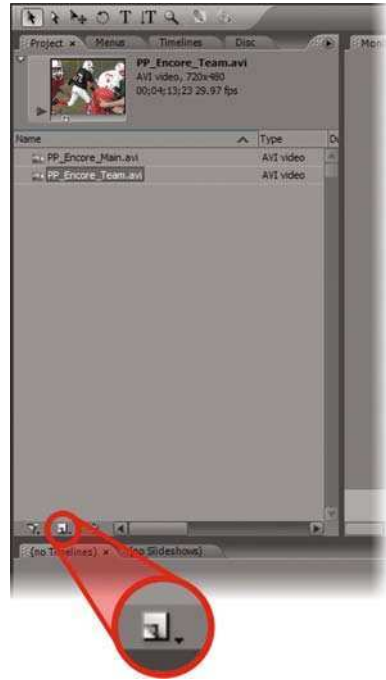 Project × Menus Timelines Disc Mon
PP_Encore_Team.avi
AVI video, 720x480
00;04;13;23 29.97 fps
Name Type
PP_Encore_Main.avi AVI video
PP_Encore_Team.avi AVI video
(no Timelines) × (no Slideshows)